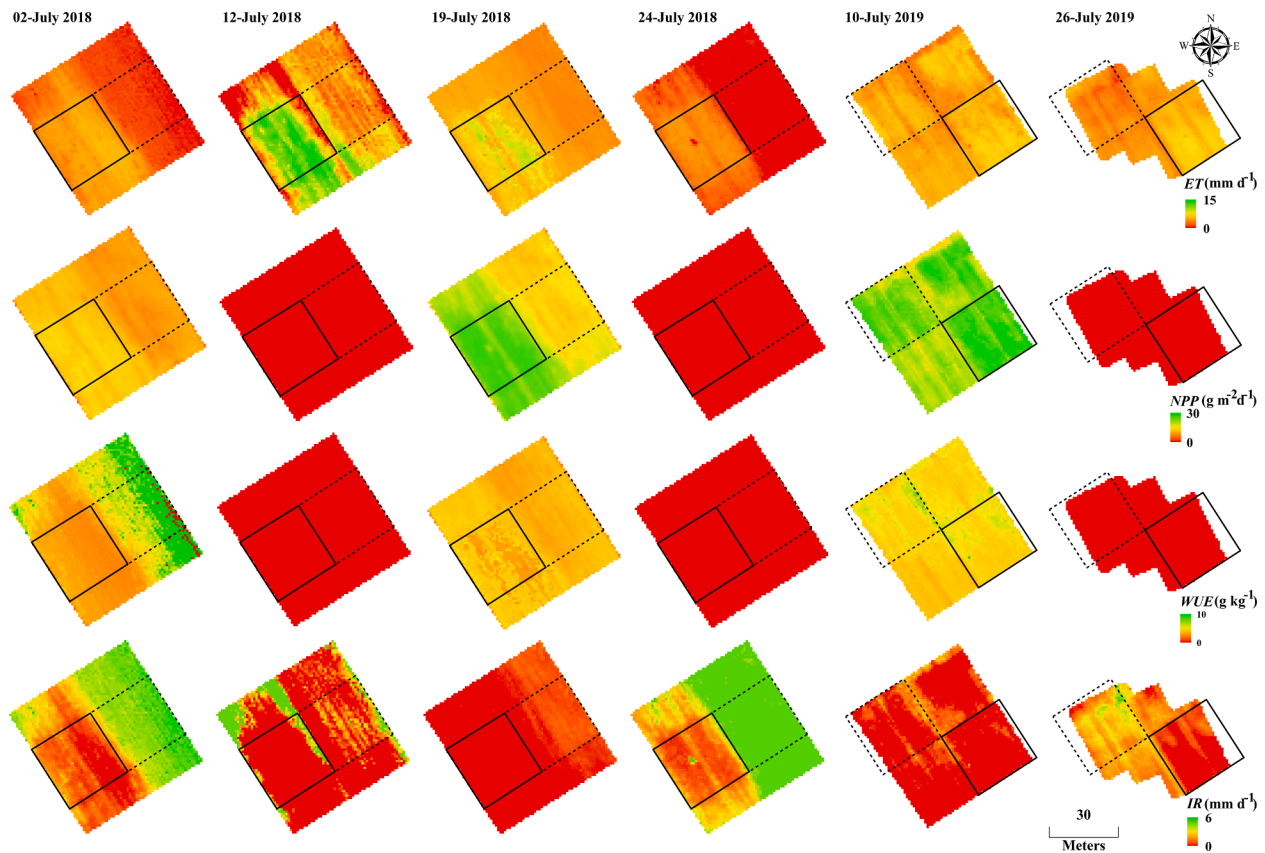 02-July 2018 12-July 2018 19-July 2018 24-July 2018 10-July 2019 26-July 2019
N
W E
S
ET (mm d-1)
15
0
NPP (g m-2d-1)
30
0
WUE (g kg-1)
10
0
IR (mm d-1)
6
0
30
Meters